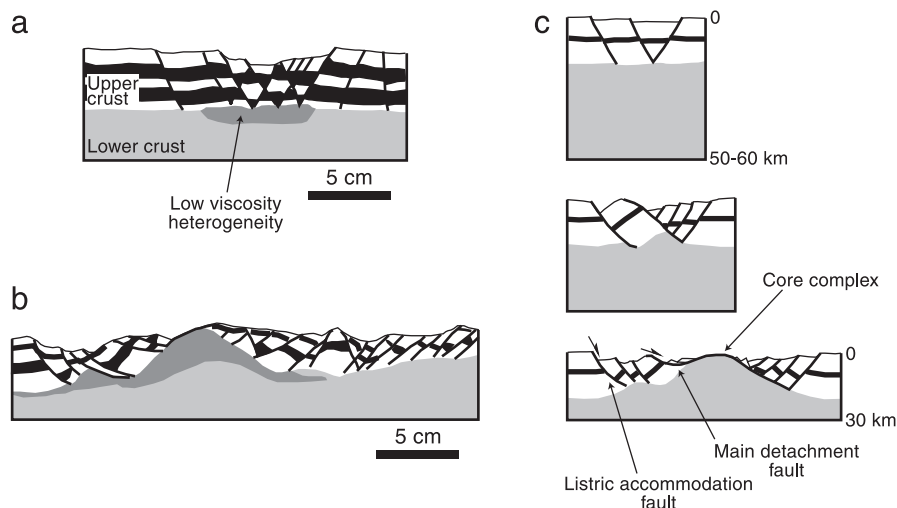 a
Upper
crust
Lower crust
5 cm
Low viscosity
heterogeneity
b
5 cm
c
0
50-60 km
Core complex
0
30 km
Main detachment
fault
Listric accommodation
fault